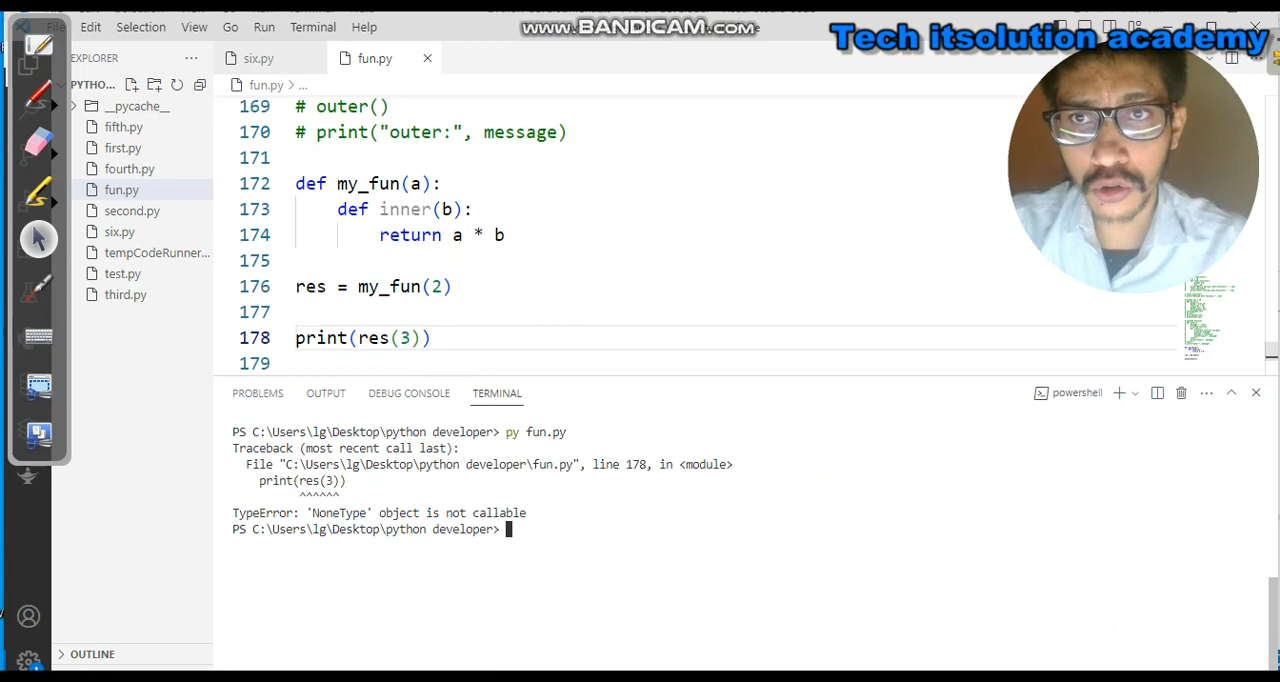 File Edit Selection View Go Run Terminal Help
www.BANDICAM.com
Tech itsolution academy
EXPLORER ···
six.py
fun.py
PYTHO...
fun.py > ...
__pycache__
fifth.py
first.py
fourth.py
fun.py
second.py
six.py
tempCodeRunner...
test.py
third.py
169 # outer()
170 # print("outer:", message)
171
172 def my_fun(a):
173 def inner(b):
174 return a * b
175
176 res = my_fun(2)
177
178 print(res(3))
179
PROBLEMS OUTPUT DEBUG CONSOLE TERMINAL
powershell
PS C:\Users\lg\Desktop\python developer> py fun.py
Traceback (most recent call last):
File "C:\Users\lg\Desktop\python developer\fun.py", line 178, in <module>
print(res(3))
^^^^^^
TypeError: 'NoneType' object is not callable
PS C:\Users\lg\Desktop\python developer>
OUTLINE